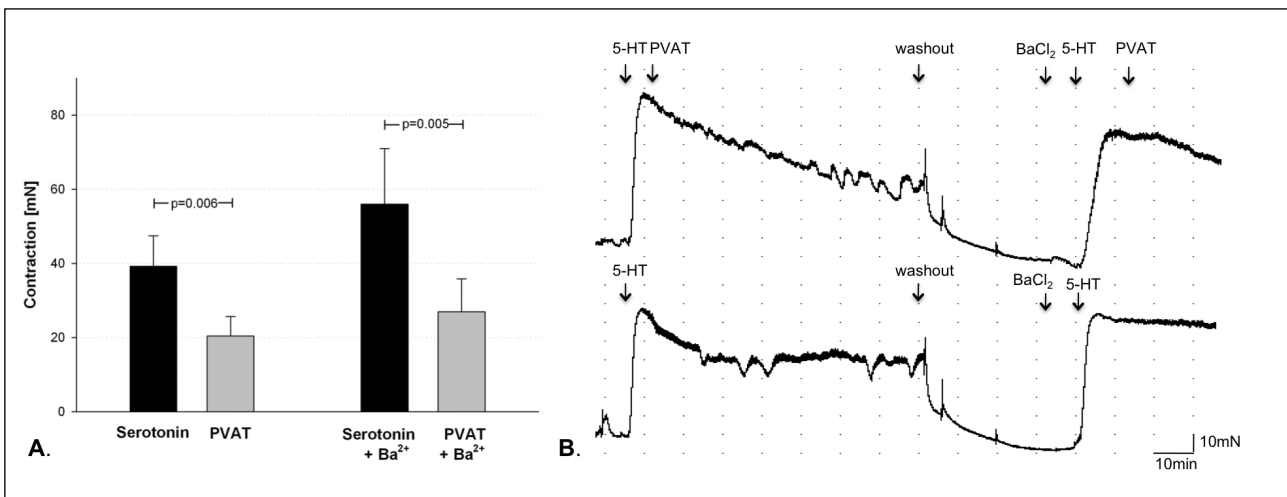 80
60
40
20
0
Contraction [mN]
p=0.006
p=0.005
Serotonin
PVAT
Serotonin + Ba²⁺
PVAT + Ba²⁺
A.
5-HT PVAT washout BaCl₂ 5-HT PVAT
5-HT washout BaCl₂ 5-HT
10mN
10min
B.